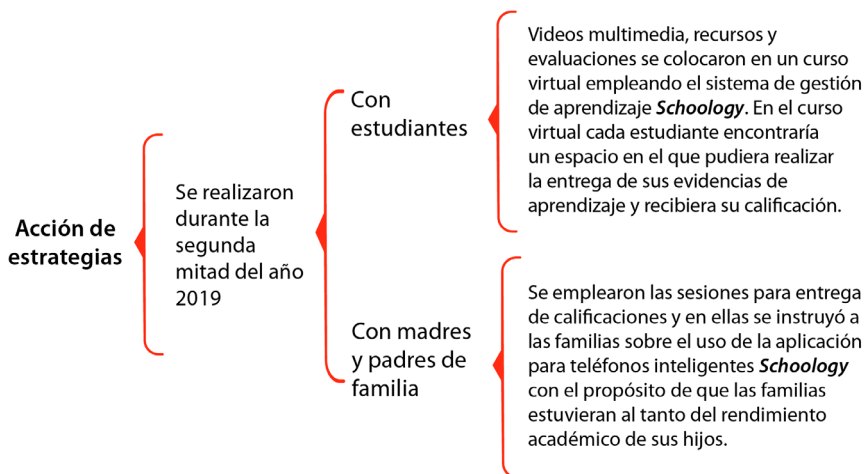 Acción de
estrategias
Se realizaron
durante la
segunda
mitad del año
2019
Con
estudiantes
Videos multimedia, recursos y
evaluaciones se colocaron en un curso
virtual empleando el sistema de gestión
de aprendizaje Schoology. En el curso
virtual cada estudiante encontraría
un espacio en el que pudiera realizar
la entrega de sus evidencias de
aprendizaje y recibiera su calificación.
Con madres
y padres de
familia
Se emplearon las sesiones para entrega
de calificaciones y en ellas se instruyó a
las familias sobre el uso de la aplicación
para teléfonos inteligentes Schoology
con el propósito de que las familias
estuvieran al tanto del rendimiento
académico de sus hijos.